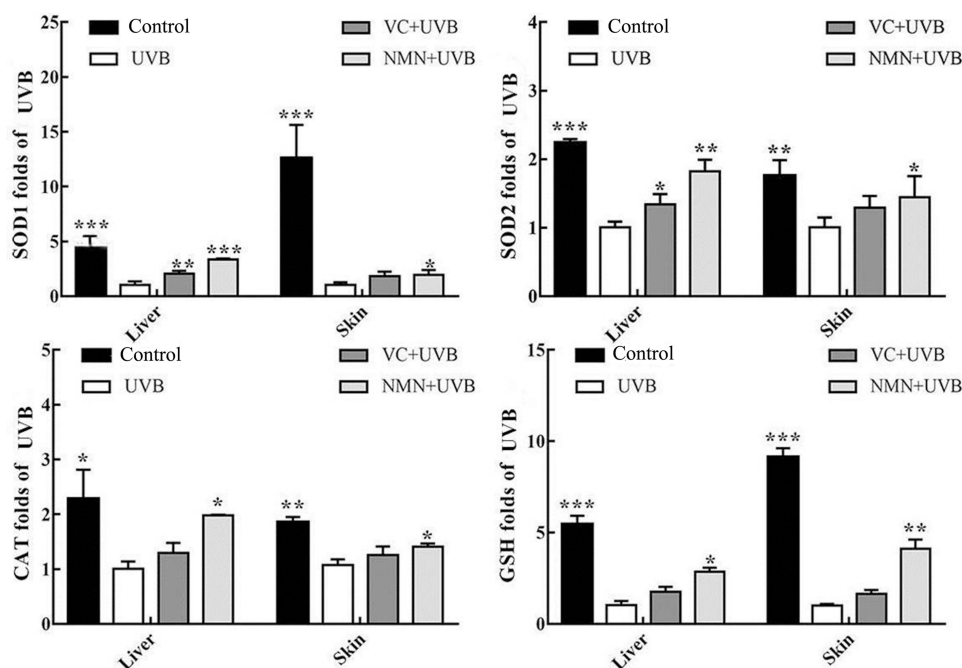 SOD1 folds of UVB
25
20
15
10
5
0
Control
UVB
VC+UVB
NMN+UVB
***
**
***
***
*
Liver
Skin
SOD2 folds of UVB
4
3
2
1
0
Control
UVB
VC+UVB
NMN+UVB
***
*
**
**
*
Liver
Skin
CAT folds of UVB
5
4
3
2
1
0
Control
UVB
VC+UVB
NMN+UVB
*
*
**
*
Liver
Skin
GSH folds of UVB
15
10
5
0
Control
UVB
VC+UVB
NMN+UVB
***
*
***
**
Liver
Skin